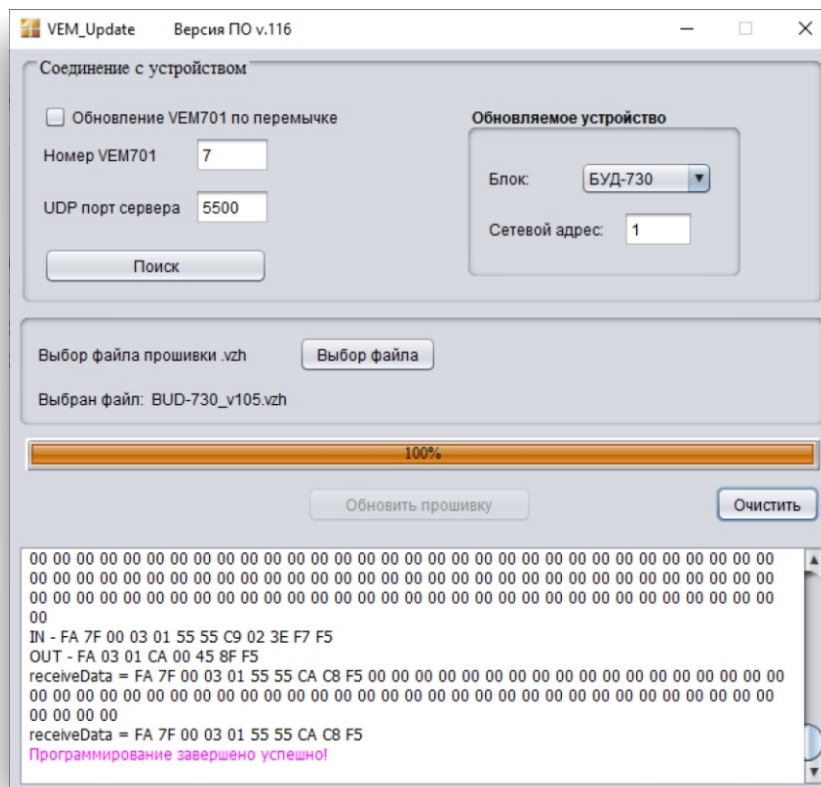 VEM_Update Версия ПО v.116
Соединение с устройством
Обновление VEM701 по перемычке
Номер VEM701 7
UDP порт сервера 5500
Поиск
Обновляемое устройство
Блок: БУД-730
Сетевой адрес: 1
Выбор файла прошивки .vzh Выбор файла
Выбран файл: BUD-730_v105.vzh
100%
Обновить прошивку Очистить
00 00 00 00 00 00 00 00 00 00 00 00 00 00 00 00 00 00 00 00 00 00 00 00 00 00 00 00 00 00 00 00
00 00 00 00 00 00 00 00 00 00 00 00 00 00 00 00 00 00 00 00 00 00 00 00 00 00 00 00 00 00 00 00
00 00 00 00 00 00 00 00 00 00 00 00 00 00 00 00 00 00 00 00 00 00 00 00 00 00 00 00 00 00 00 00
00
IN - FA 7F 00 03 01 55 55 C9 02 3E F7 F5
OUT - FA 03 01 CA 00 45 8F F5
receiveData = FA 7F 00 03 01 55 55 CA C8 F5 00 00 00 00 00 00 00 00 00 00 00 00 00 00 00 00 00 00
00 00 00 00 00 00 00 00 00 00 00 00 00 00 00 00 00 00 00 00 00 00 00 00 00 00 00 00 00 00 00 00
00 00 00 00
receiveData = FA 7F 00 03 01 55 55 CA C8 F5
Программирование завершено успешно!